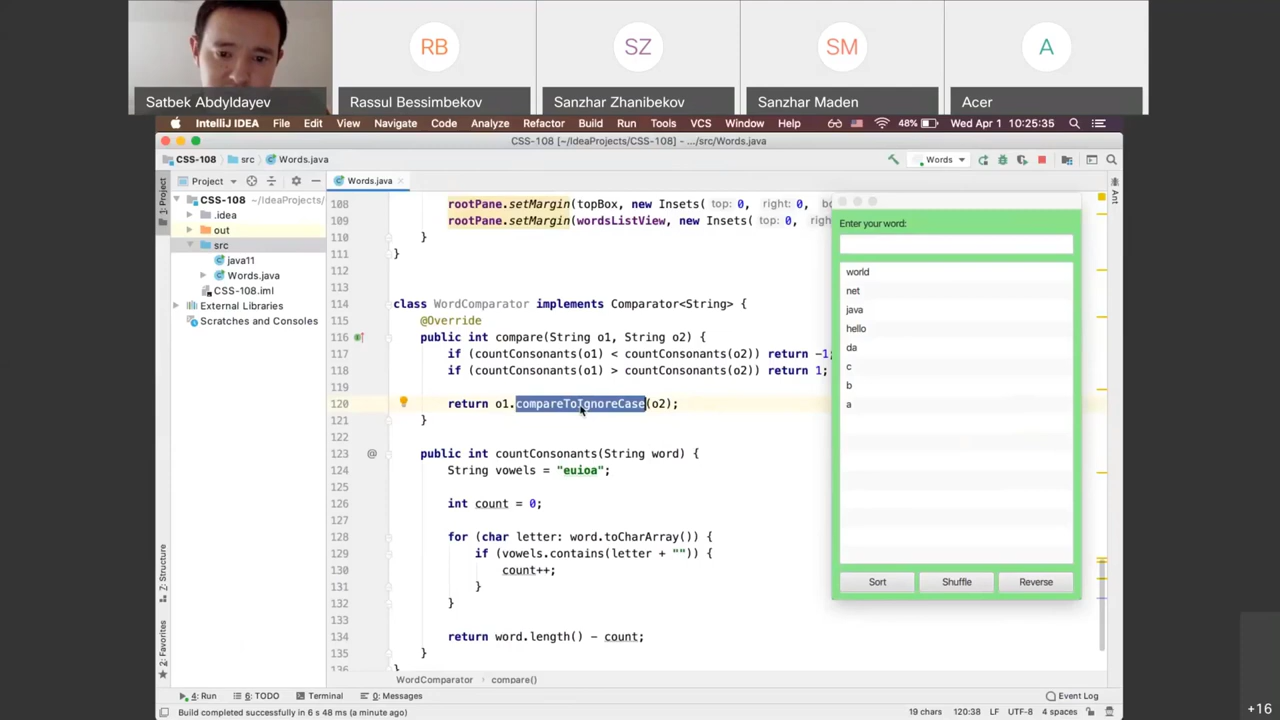 RB
SZ
SM
A
Satbek Abdyldayev
Rassul Bessimbekov
Sanzhar Zhanibekov
Sanzhar Maden
Acer
IntelliJ IDEA File Edit View Navigate Code Analyze Refactor Build Run Tools VCS Window Help 48% Wed Apr 1 10:25:35
CSS-108 [~/IdeaProjects/CSS-108] - .../src/Words.java
CSS-108 src Words.java Words
Project Words.java
1: Project
Ant
CSS-108 ~/IdeaProjects/
.idea
out
src
java11
Words.java
CSS-108.iml
External Libraries
Scratches and Consoles
108 rootPane.setMargin(topBox, new Insets( top: 0, right: 0, bo
109 rootPane.setMargin(wordsListView, new Insets( top: 0, righ
110 }
111 }
112
113
114 class WordComparator implements Comparator<String> {
115 @Override
116 public int compare(String o1, String o2) {
117 if (countConsonants(o1) < countConsonants(o2)) return -1;
118 if (countConsonants(o1) > countConsonants(o2)) return 1;
119
120 return o1.compareToIgnoreCase(o2);
121 }
122
123 @ public int countConsonants(String word) {
124 String vowels = "euioa";
125
126 int count = 0;
127
128 for (char letter: word.toCharArray()) {
129 if (vowels.contains(letter + "")) {
130 count++;
131 }
132 }
133
134 return word.length() - count;
135 }
136 }
Enter your word:
world
net
java
hello
da
c
b
a
Sort Shuffle Reverse
7: Structure
2: Favorites
WordComparator compare()
4: Run 6: TODO Terminal 0: Messages Event Log
Build completed successfully in 6 s 48 ms (a minute ago) 19 chars 120:38 LF UTF-8 4 spaces
+16